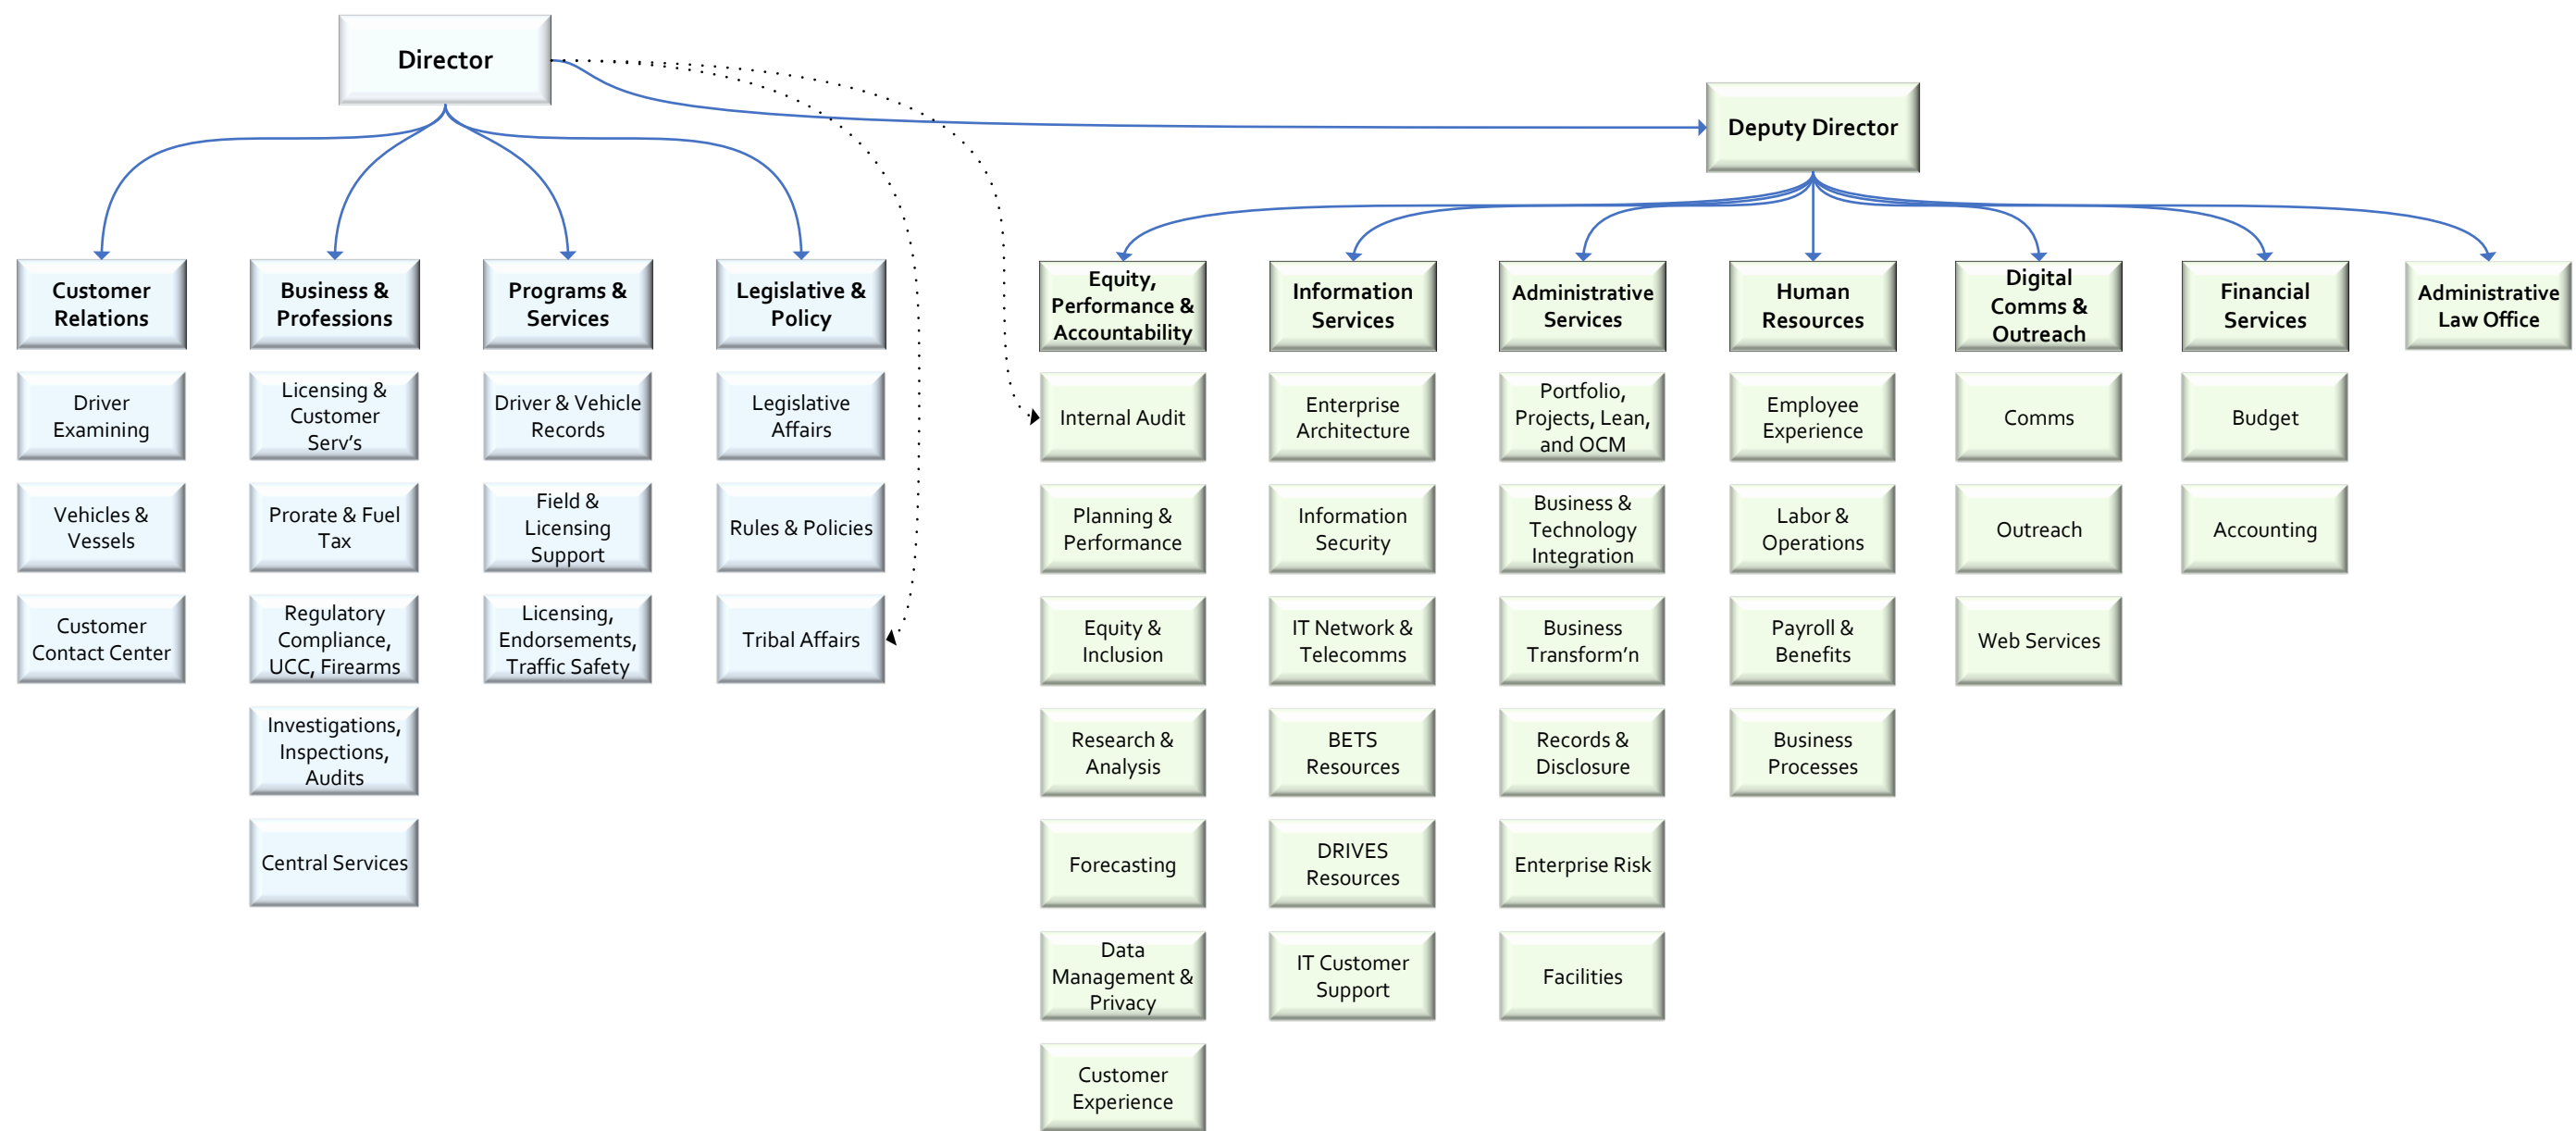 Director
Deputy Director
Customer
Relations
Driver
Examining
Vehicles &
Vessels
Customer
Contact Center
Business &
Professions
Licensing &
Customer
Serv's
Prorate & Fuel
Tax
Regulatory
Compliance,
UCC, Firearms
Investigations,
Inspections,
Audits
Central Services
Programs &
Services
Driver & Vehicle
Records
Field &
Licensing
Support
Licensing,
Endorsements,
Traffic Safety
Legislative &
Policy
Legislative
Affairs
Rules & Policies
Tribal Affairs
Equity,
Performance &
Accountability
Internal Audit
Planning &
Performance
Equity &
Inclusion
Research &
Analysis
Forecasting
Data
Management &
Privacy
Customer
Experience
Information
Services
Enterprise
Architecture
Information
Security
IT Network &
Telecomms
BETS
Resources
DRIVES
Resources
IT Customer
Support
Administrative
Services
Portfolio,
Projects, Lean,
and OCM
Business &
Technology
Integration
Business
Transform'n
Records &
Disclosure
Enterprise Risk
Facilities
Human
Resources
Employee
Experience
Labor &
Operations
Payroll &
Benefits
Business
Processes
Digital
Comms &
Outreach
Comms
Outreach
Web Services
Financial
Services
Budget
Accounting
Administrative
Law Office